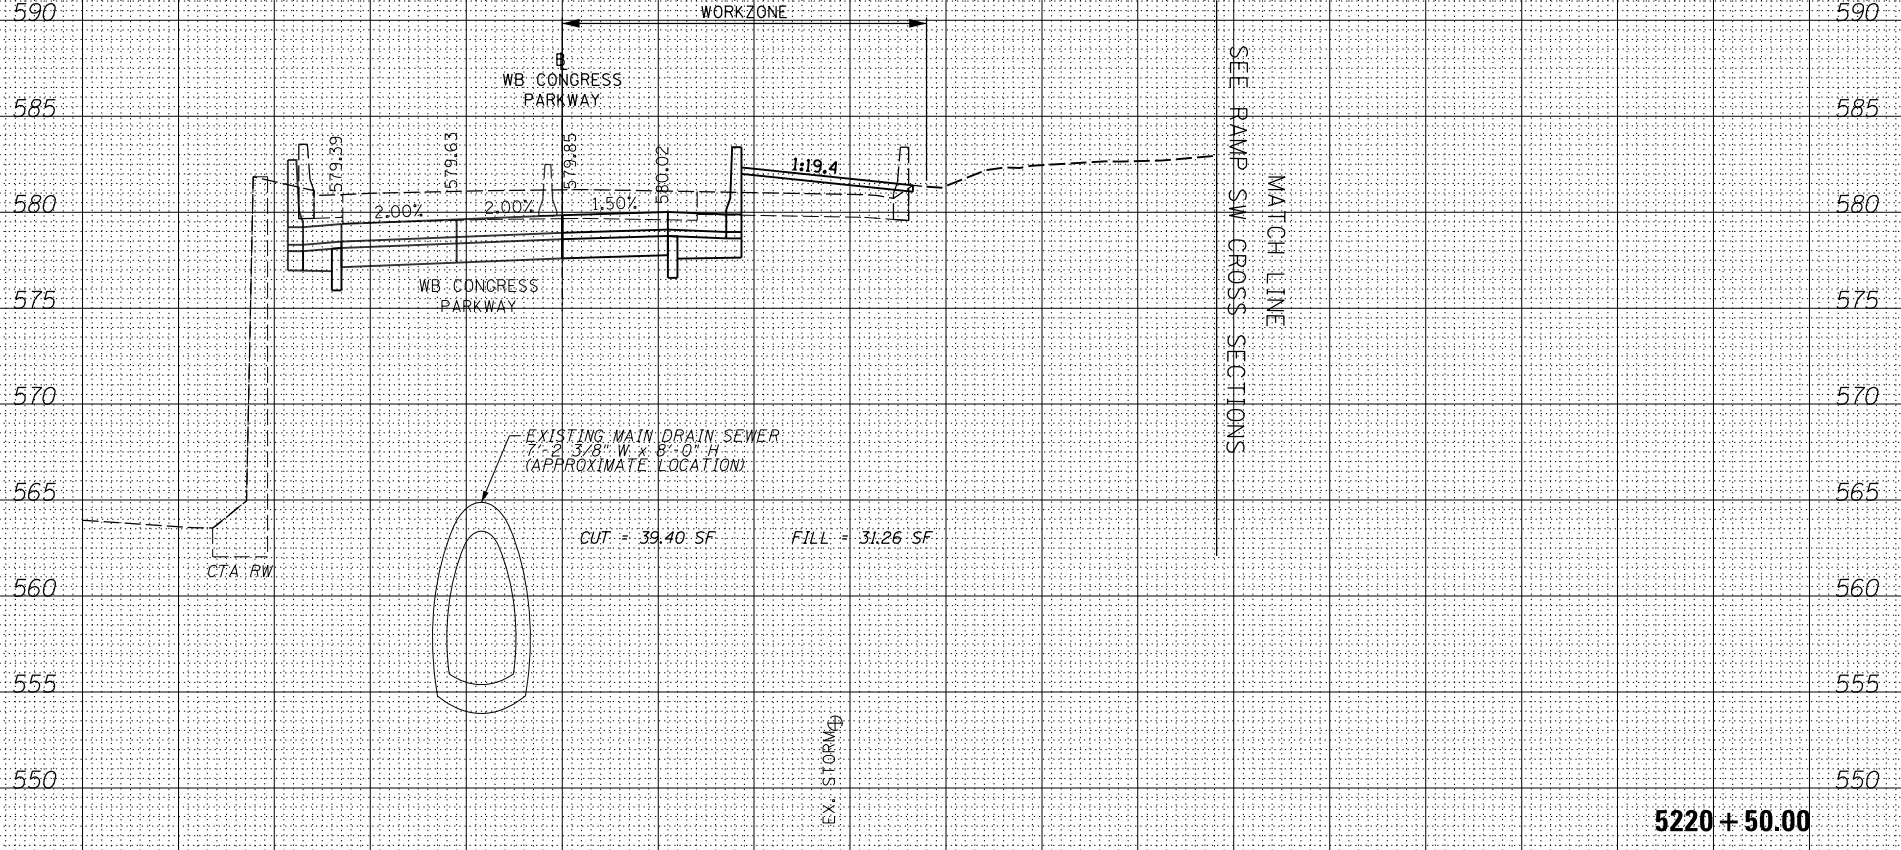 590
WORKZONE
590
BL
WB CONGRESS
PARKWAY
585
585
579.39
579.63
579.85
580.02
1:19.4
2.00%
2.00%
1.50%
580
580
WB CONGRESS
PARKWAY
575
575
SEE RAMP SW CROSS SECTIONS
MATCH LINE
570
570
EXISTING MAIN DRAIN SEWER
7'-2 3/8" W x 8'-0" H
(APPROXIMATE LOCATION)
565
565
CUT = 39.40 SF
FILL = 31.26 SF
CTA RW
560
560
555
555
EX. STORM
550
550
5220+50.00